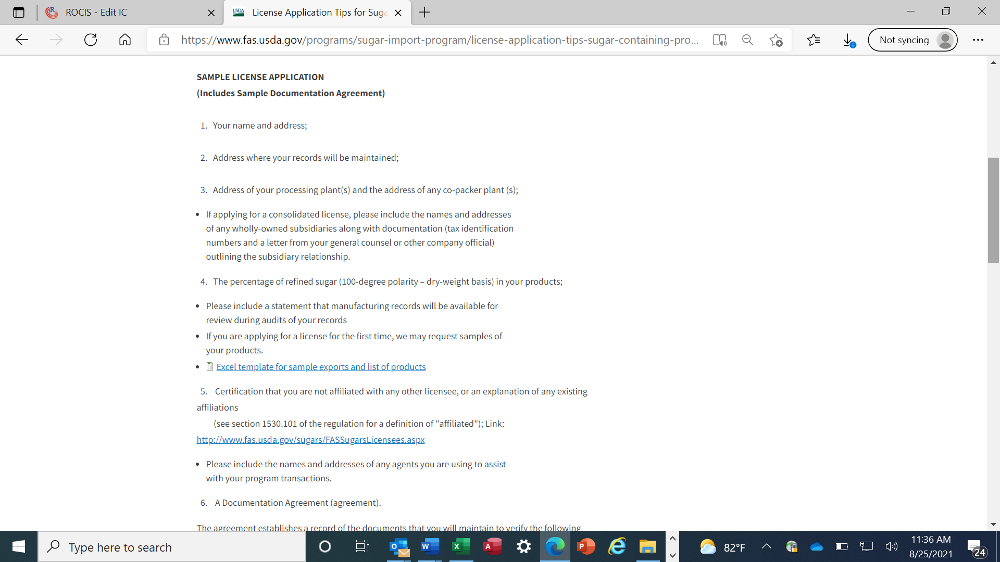 ROCIS - Edit IC
USDA
License Application Tips for Suga
https://www.fas.usda.gov/programs/sugar-import-program/license-application-tips-sugar-containing-pro...
Not syncing
SAMPLE LICENSE APPLICATION
(Includes Sample Documentation Agreement)
1. Your name and address;
2. Address where your records will be maintained;
3. Address of your processing plant(s) and the address of any co-packer plant (s);
• If applying for a consolidated license, please include the names and addresses
of any wholly-owned subsidiaries along with documentation (tax identification
numbers and a letter from your general counsel or other company official)
outlining the subsidiary relationship.
4. The percentage of refined sugar (100-degree polarity – dry-weight basis) in your products;
• Please include a statement that manufacturing records will be available for
review during audits of your records
• If you are applying for a license for the first time, we may request samples of
your products.
• Excel template for sample exports and list of products
5. Certification that you are not affiliated with any other licensee, or an explanation of any existing
affiliations
(see section 1530.101 of the regulation for a definition of "affiliated"); Link:
http://www.fas.usda.gov/sugars/FASSugarsLicensees.aspx
• Please include the names and addresses of any agents you are using to assist
with your program transactions.
6. A Documentation Agreement (agreement).
The agreement establishes a record of the documents that you will maintain to verify the following
Type here to search
82°F
11:36 AM
8/25/2021
24